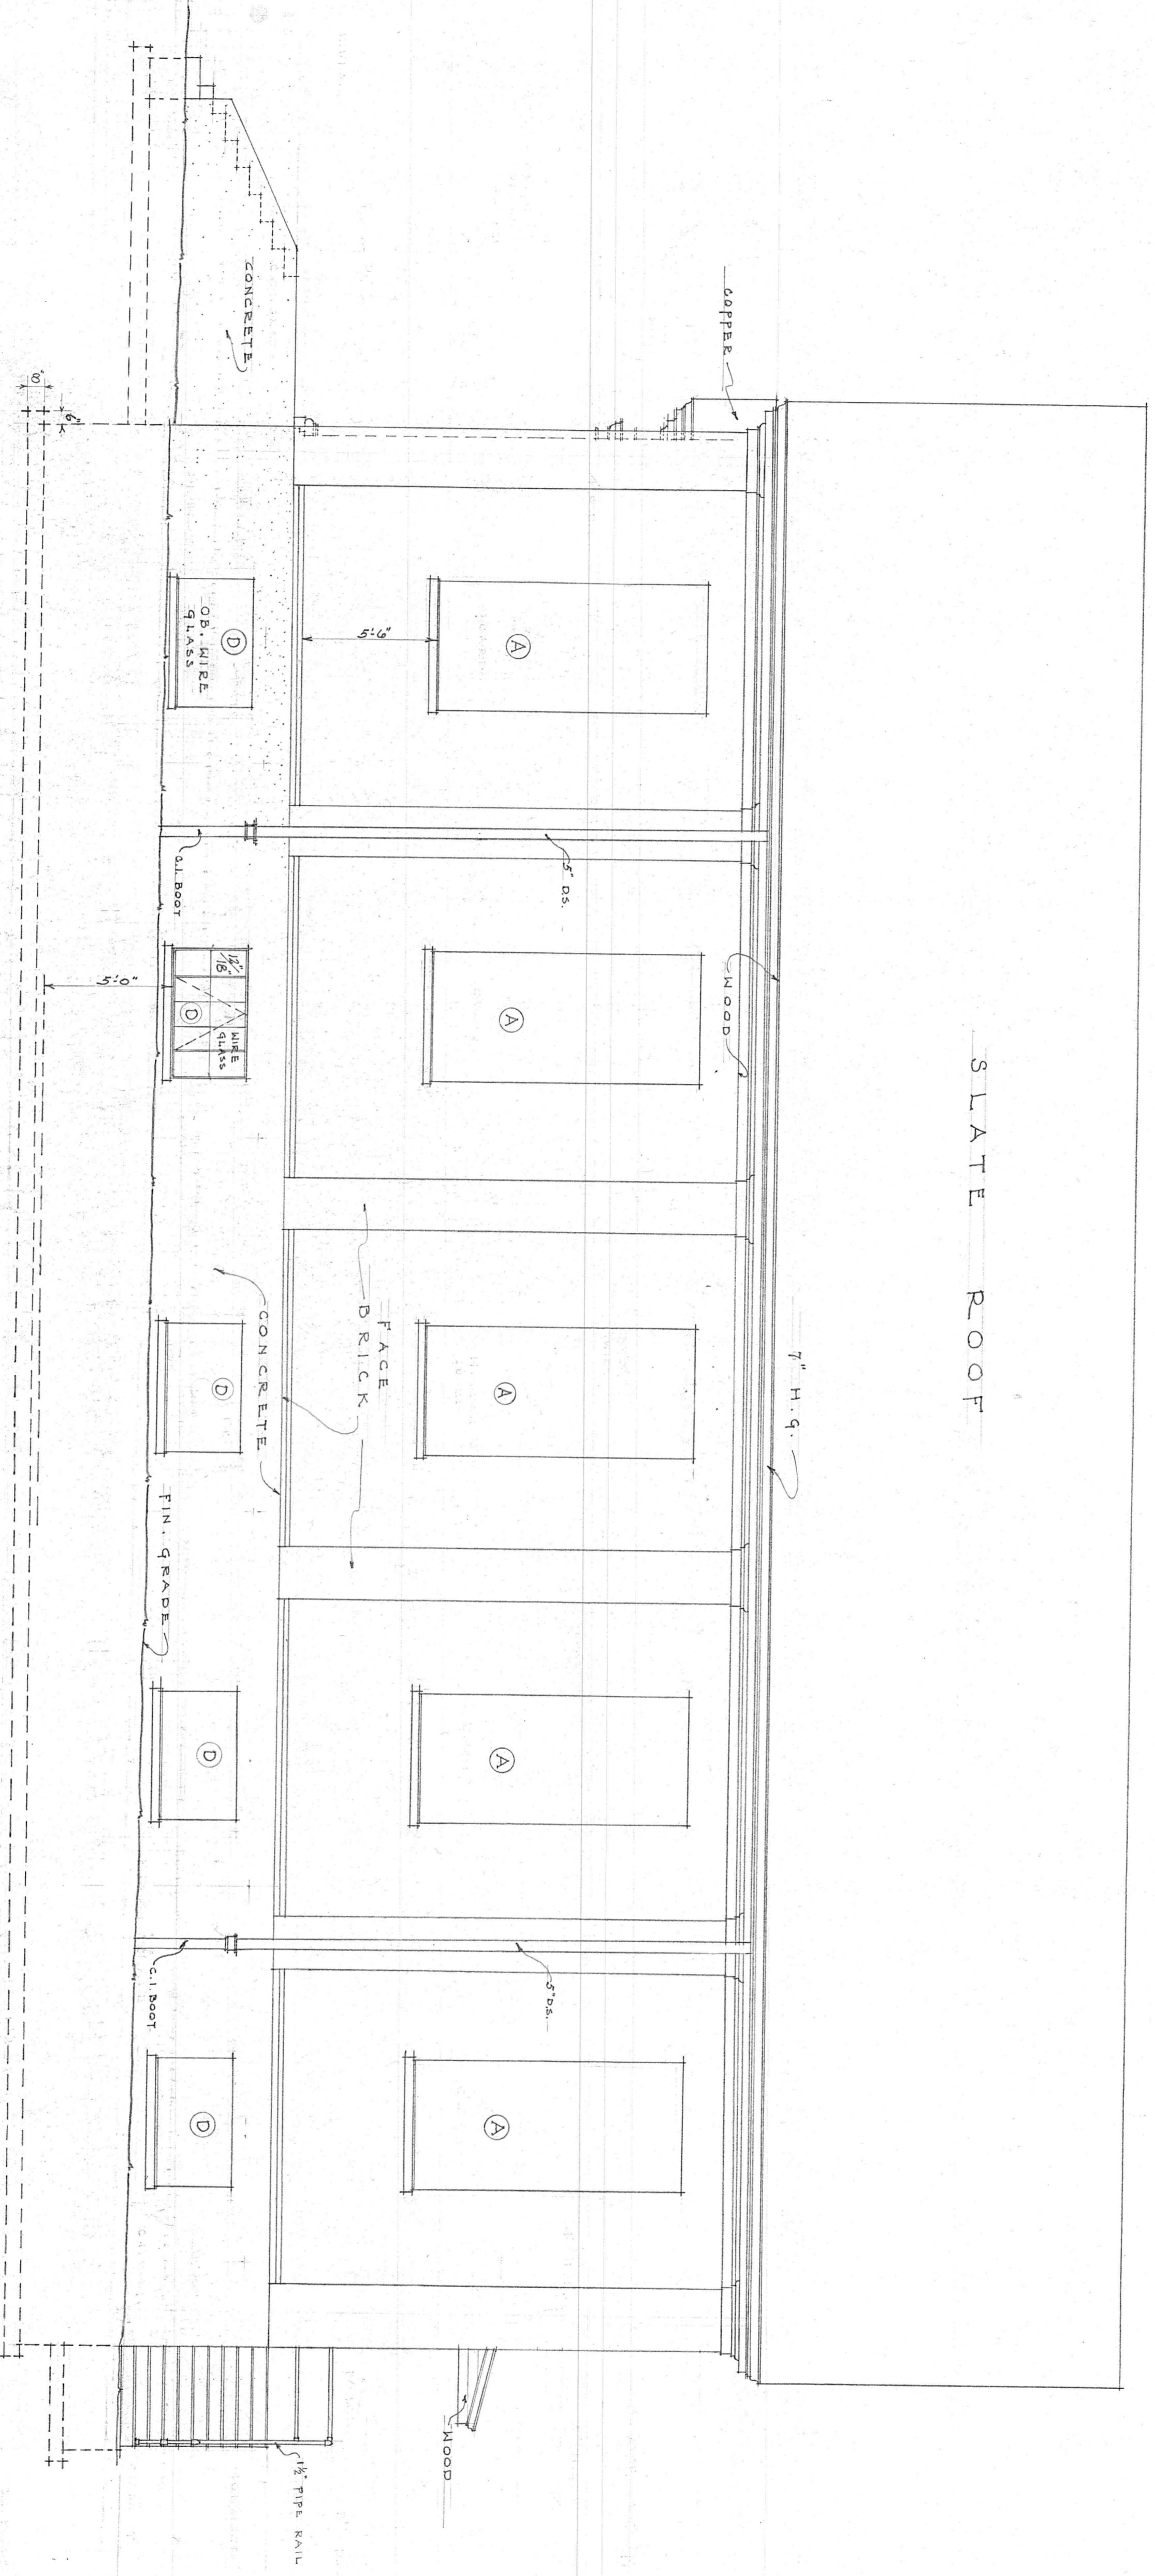 SLATE ROOF
7" H.G.
COPPER
WOOD
A
A
A
A
A
5" D.S.
5" D.S.
5'-6"
FACE
BRICK
WOOD
CONCRETE
CONCRETE
D
OB. WIRE
GLASS
12"/18"
WIRE
GLASS
D
D
D
D
C.I. BOOT
C.I. BOOT
FIN. GRADE
1½" PIPE RAIL
5'-0"
6"
8"